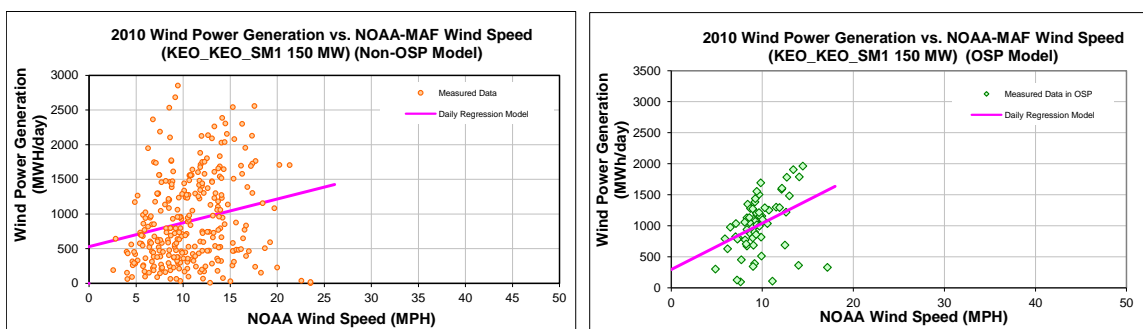 2010 Wind Power Generation vs. NOAA-MAF Wind Speed
(KEO_KEO_SM1 150 MW) (Non-OSP Model)
Wind Power Generation
(MWH/day)
3000
2500
2000
1500
1000
500
0
Measured Data
Daily Regression Model
0 5 10 15 20 25 30 35 40 45 50
NOAA Wind Speed (MPH)
2010 Wind Power Generation vs. NOAA-MAF Wind Speed
(KEO_KEO_SM1 150 MW) (OSP Model)
Wind Power Generation
(MWh/day)
3500
3000
2500
2000
1500
1000
500
0
Measured Data in OSP
Daily Regression Model
0 10 20 30 40 50
NOAA Wind Speed (MPH)